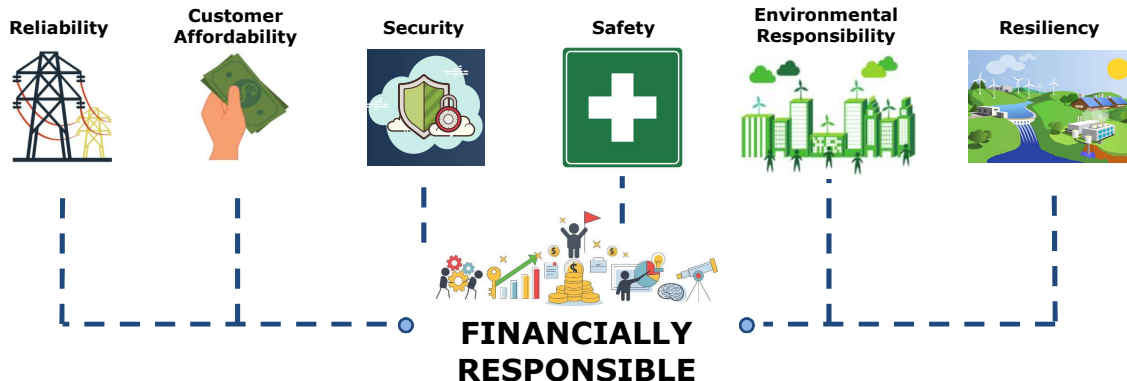 Reliability
Customer
Affordability
Security
Safety
Environmental
Responsibility
Resiliency
FINANCIALLY
RESPONSIBLE